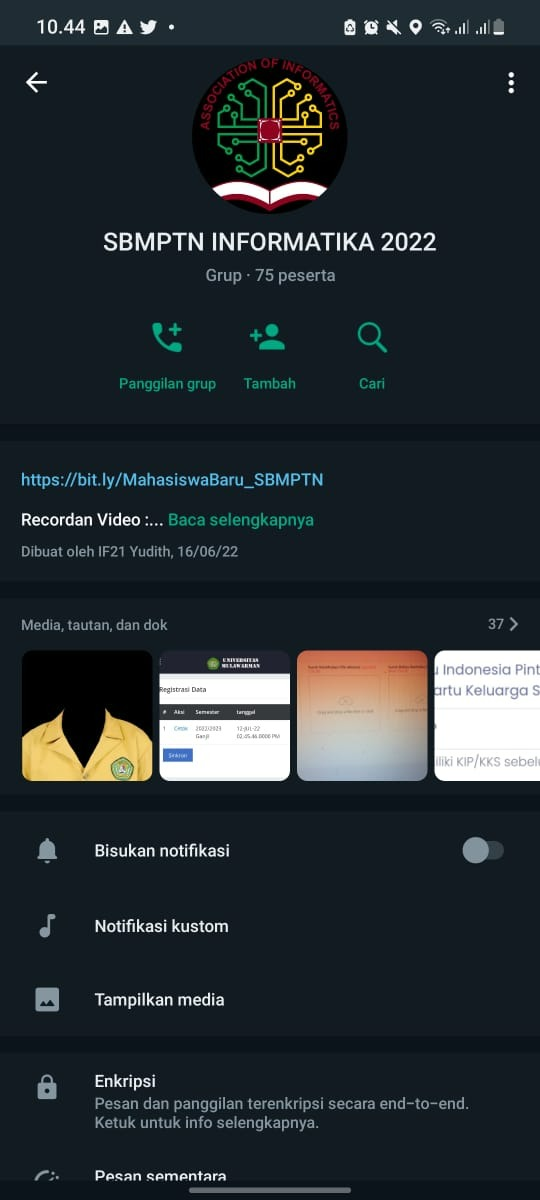 10.44
ASSOCIATION OF INFORMATICS
SBMPTN INFORMATIKA 2022
Grup · 75 peserta
Panggilan grup
Tambah
Cari
https://bit.ly/MahasiswaBaru_SBMPTN
Recordan Video :... Baca selengkapnya
Dibuat oleh IF21 Yudith, 16/06/22
Media, tautan, dan dok
37
UNIVERSITAS
MULAWARMAN
Registrasi Data
# Aksi Semester tanggal
1 Cetak 2022/2023 12-JUL-22
Ganjil 02.45.46.0000 PM
Sinkron
Indonesia Pint
artu Keluarga S
iliki KIP/KKS sebel
Bisukan notifikasi
Notifikasi kustom
Tampilkan media
Enkripsi
Pesan dan panggilan terenkripsi secara end-to-end.
Ketuk untuk info selengkapnya.
Pesan sementara